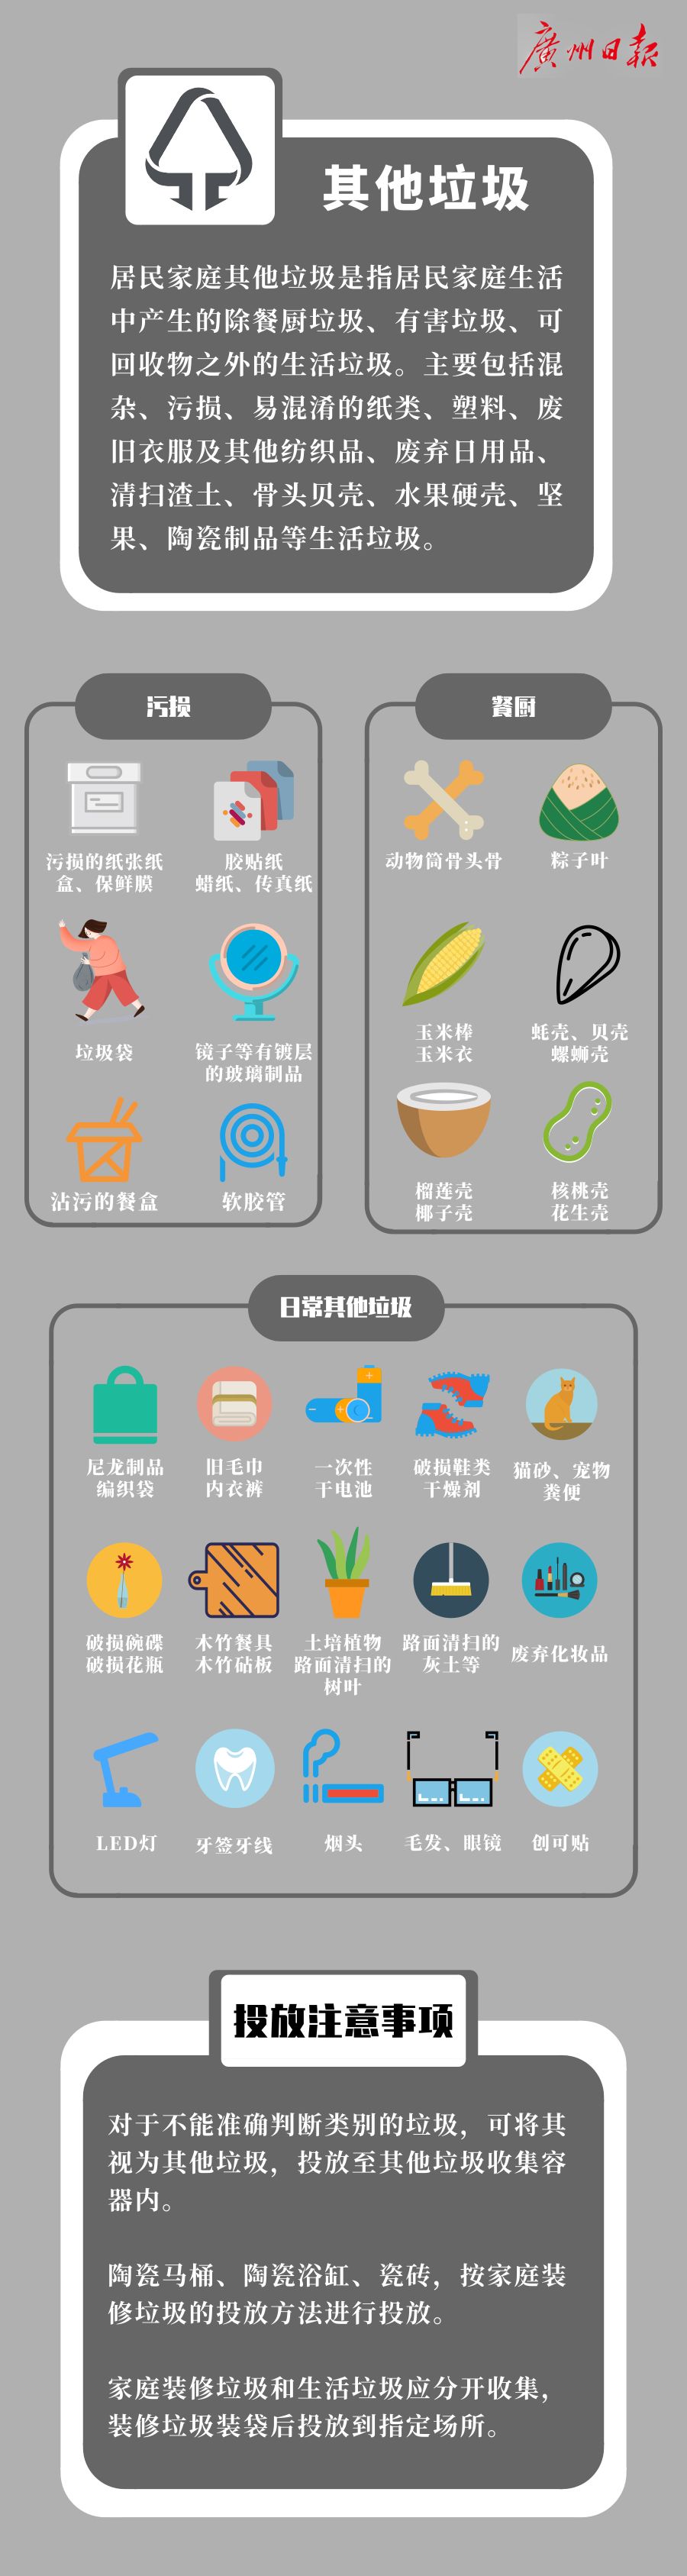 廣州日报
其他垃圾
居民家庭其他垃圾是指居民家庭生活
中产生的除餐厨垃圾、有害垃圾、可
回收物之外的生活垃圾。主要包括混
杂、污损、易混淆的纸类、塑料、废
旧衣服及其他纺织品、废弃日用品、
清扫渣土、骨头贝壳、水果硬壳、坚
果、陶瓷制品等生活垃圾。
污损
污损的纸张纸
盒、保鲜膜
胶贴纸
蜡纸、传真纸
垃圾袋
镜子等有镀层
的玻璃制品
沾污的餐盒
软胶管
餐厨
动物筒骨头骨
粽子叶
玉米棒
玉米衣
蚝壳、贝壳
螺蛳壳
榴莲壳
椰子壳
核桃壳
花生壳
日常其他垃圾
尼龙制品
编织袋
旧毛巾
内衣裤
一次性
干电池
破损鞋类
干燥剂
猫砂、宠物
粪便
破损碗碟
破损花瓶
木竹餐具
木竹砧板
土培植物
路面清扫的
树叶
路面清扫的
灰土等
废弃化妆品
LED灯
牙签牙线
烟头
毛发、眼镜
创可贴
投放注意事项
对于不能准确判断类别的垃圾，可将其
视为其他垃圾，投放至其他垃圾收集容
器内。
陶瓷马桶、陶瓷浴缸、瓷砖，按家庭装
修垃圾的投放方法进行投放。
家庭装修垃圾和生活垃圾应分开收集，
装修垃圾装袋后投放到指定场所。